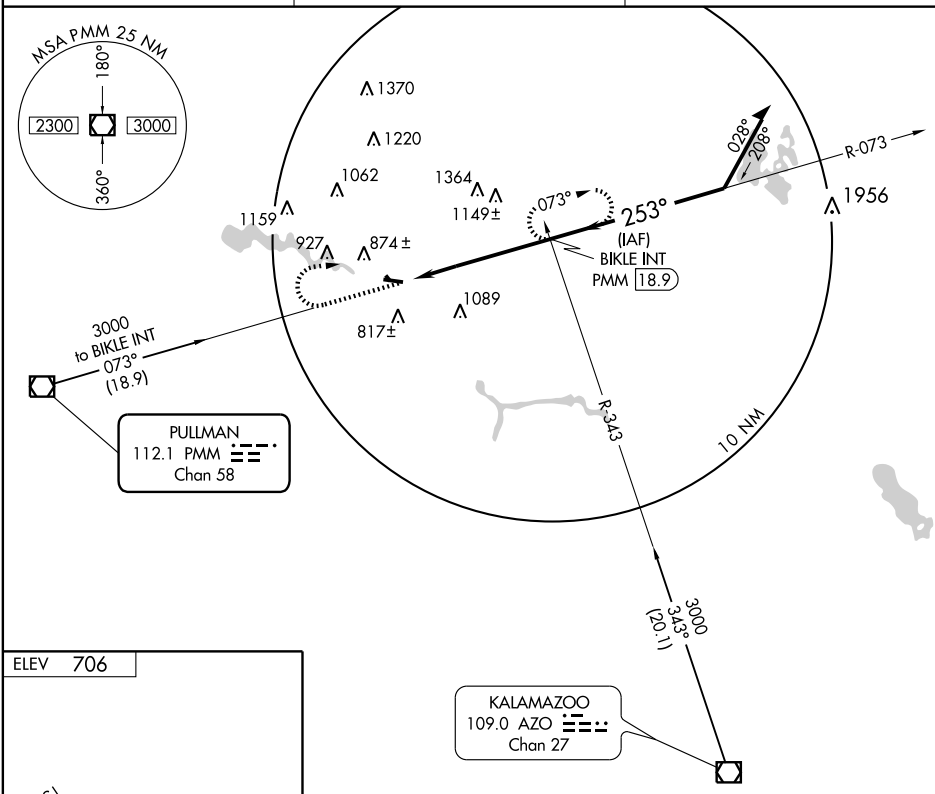 MSA PMM 25 NM
180°
2300
3000
360°
1370
1220
1062
1364
1149±
1159
927
874±
817±
1089
1956
073°
253°
028°
208°
R-073
(IAF)
BIKLE INT
PMM 18.9
3000
to BIKLE INT
073°
(18.9)
PULLMAN
112.1 PMM
Chan 58
R-343
10 NM
3000
343°
(20.1)
KALAMAZOO
109.0 AZO
Chan 27
ELEV 706